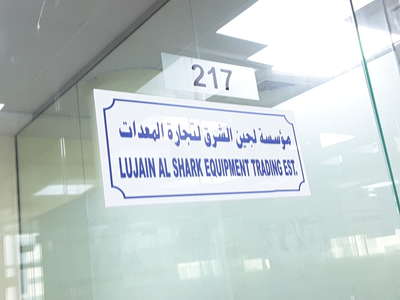 217
مؤسسة لجين الشرق لتجارة المعدات
LUJAIN AL SHARK EQUIPMENT TRADING EST.